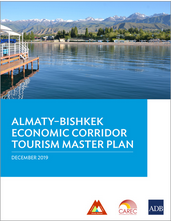 ALMATY–BISHKEK
ECONOMIC CORRIDOR
TOURISM MASTER PLAN
DECEMBER 2019
CAREC
ADB